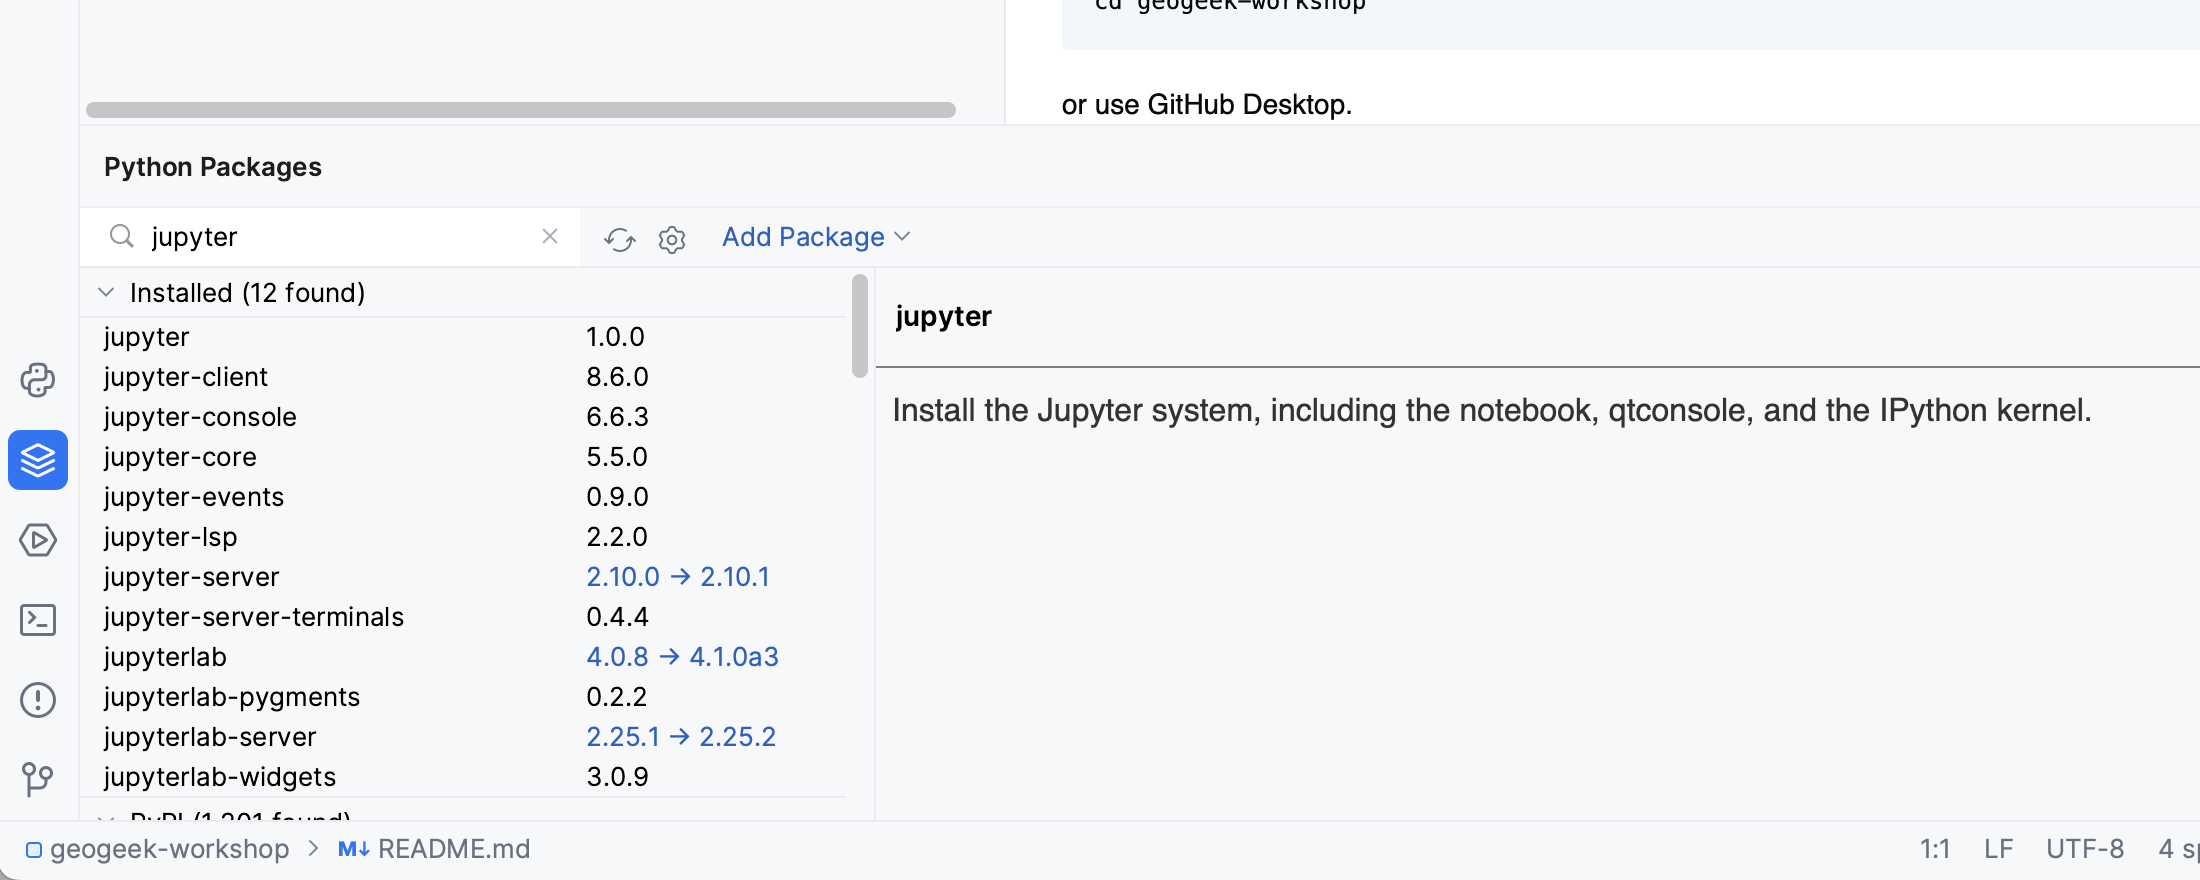 cd geogeek-workshop
or use GitHub Desktop.
Python Packages
jupyter
Add Package
Installed (12 found)
jupyter 1.0.0
jupyter-client 8.6.0
jupyter-console 6.6.3
jupyter-core 5.5.0
jupyter-events 0.9.0
jupyter-lsp 2.2.0
jupyter-server 2.10.0 → 2.10.1
jupyter-server-terminals 0.4.4
jupyterlab 4.0.8 → 4.1.0a3
jupyterlab-pygments 0.2.2
jupyterlab-server 2.25.1 → 2.25.2
jupyterlab-widgets 3.0.9
PyPI (1,201 found)
jupyter
Install the Jupyter system, including the notebook, qtconsole, and the IPython kernel.
geogeek-workshop > M↓ README.md
1:1 LF UTF-8 4